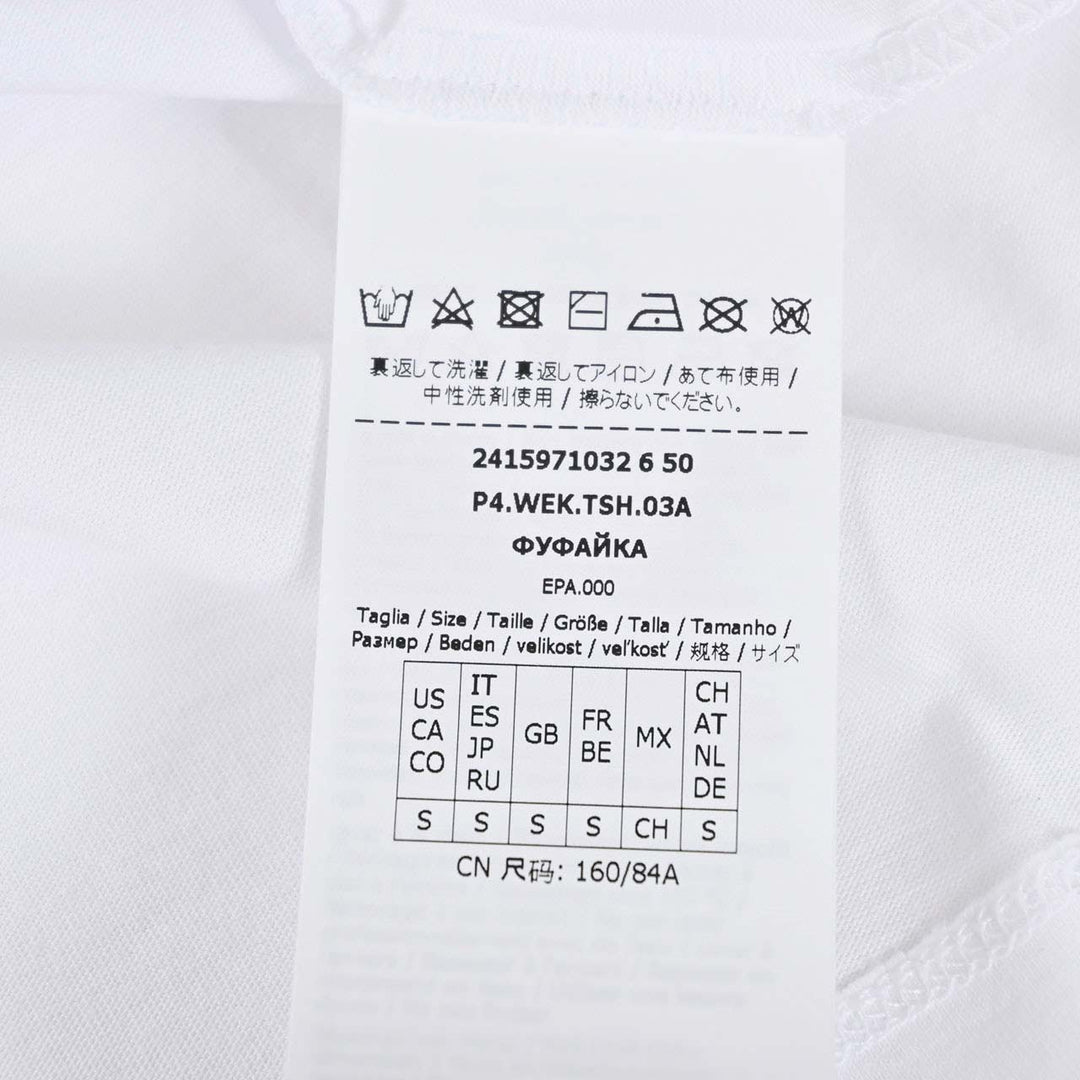 裏返して洗濯 / 裏返してアイロン / あて布使用 /
中性洗剤使用 / 擦らないでください。
2415971032 6 50
P4.WEK.TSH.03A
ФУФАЙКА
EPA.000
Taglia / Size / Taille / Größe / Talla / Tamanho /
Размер / Beden / velikost / veľkosť / 规格 / サイズ
US CA CO IT ES JP RU GB FR BE MX CH AT NL DE
S S S S CH S
CN 尺码: 160/84A